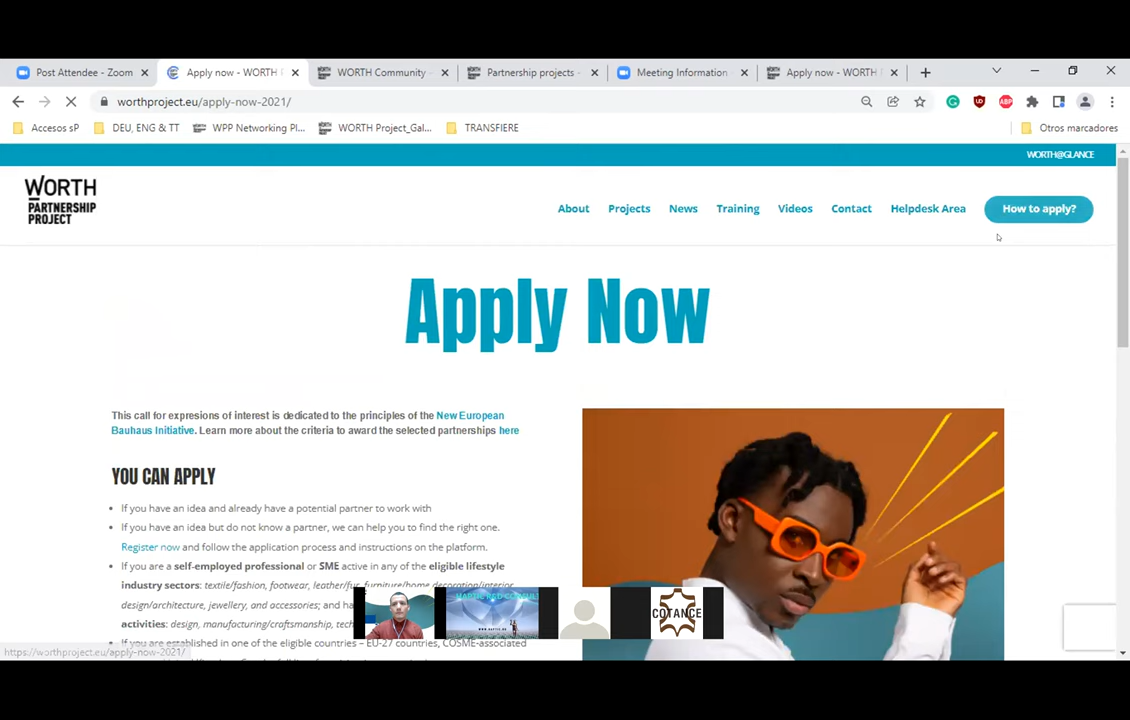 Post Attendee - Zoom
Apply now - WORTH
WORTH Community -
Partnership projects -
Meeting Information
Apply now - WORTH
worthproject.eu/apply-now-2021/
Accesos sP
DEU, ENG & TT
WPP Networking Pl...
WORTH Project_Gal...
TRANSFIERE
Otros marcadores
WORTH@GLANCE
WORTH
PARTNERSHIP
PROJECT
About
Projects
News
Training
Videos
Contact
Helpdesk Area
How to apply?
Apply Now
This call for expresions of interest is dedicated to the principles of the New European
Bauhaus Initiative. Learn more about the criteria to award the selected partnerships here
YOU CAN APPLY
If you have an idea and already have a potential partner to work with
If you have an idea but do not know a partner, we can help you to find the right one.
Register now and follow the application process and instructions on the platform.
If you are a self-employed professional or SME active in any of the eligible lifestyle
industry sectors: textile/fashion, footwear, leather/fur, furniture/home decoration/interior
design/architecture, jewellery, and accessories; and ha
activities: design, manufacturing/craftsmanship, tec
If you are established in one of the eligible countries – EU-27 countries, COSME-associated
COTANCE
https://worthproject.eu/apply-now-2021/